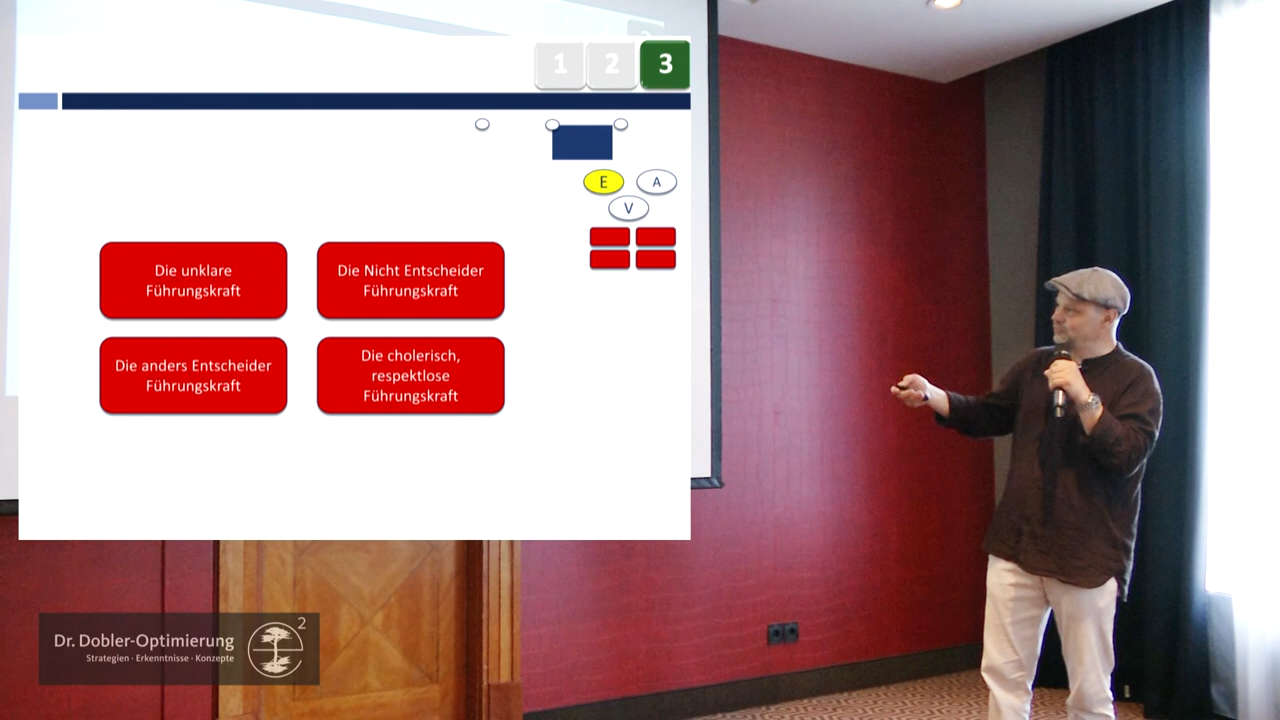 1 2 3
E A
V
Die unklare
Führungskraft
Die Nicht Entscheider
Führungskraft
Die anders Entscheider
Führungskraft
Die cholerisch,
respektlose
Führungskraft
Dr. Dobler-Optimierung
Strategien · Erkenntnisse · Konzepte
2